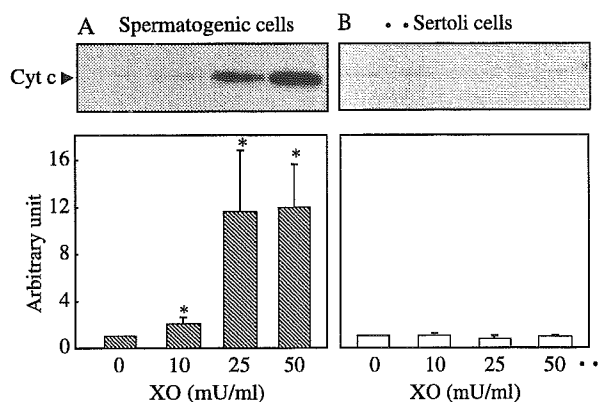 A Spermatogenic cells
B Sertoli cells
Cyt c
Arbitrary unit
16
12
8
4
0
* * *
0 10 25 50
XO (mU/ml)
0 10 25 50
XO (mU/ml)